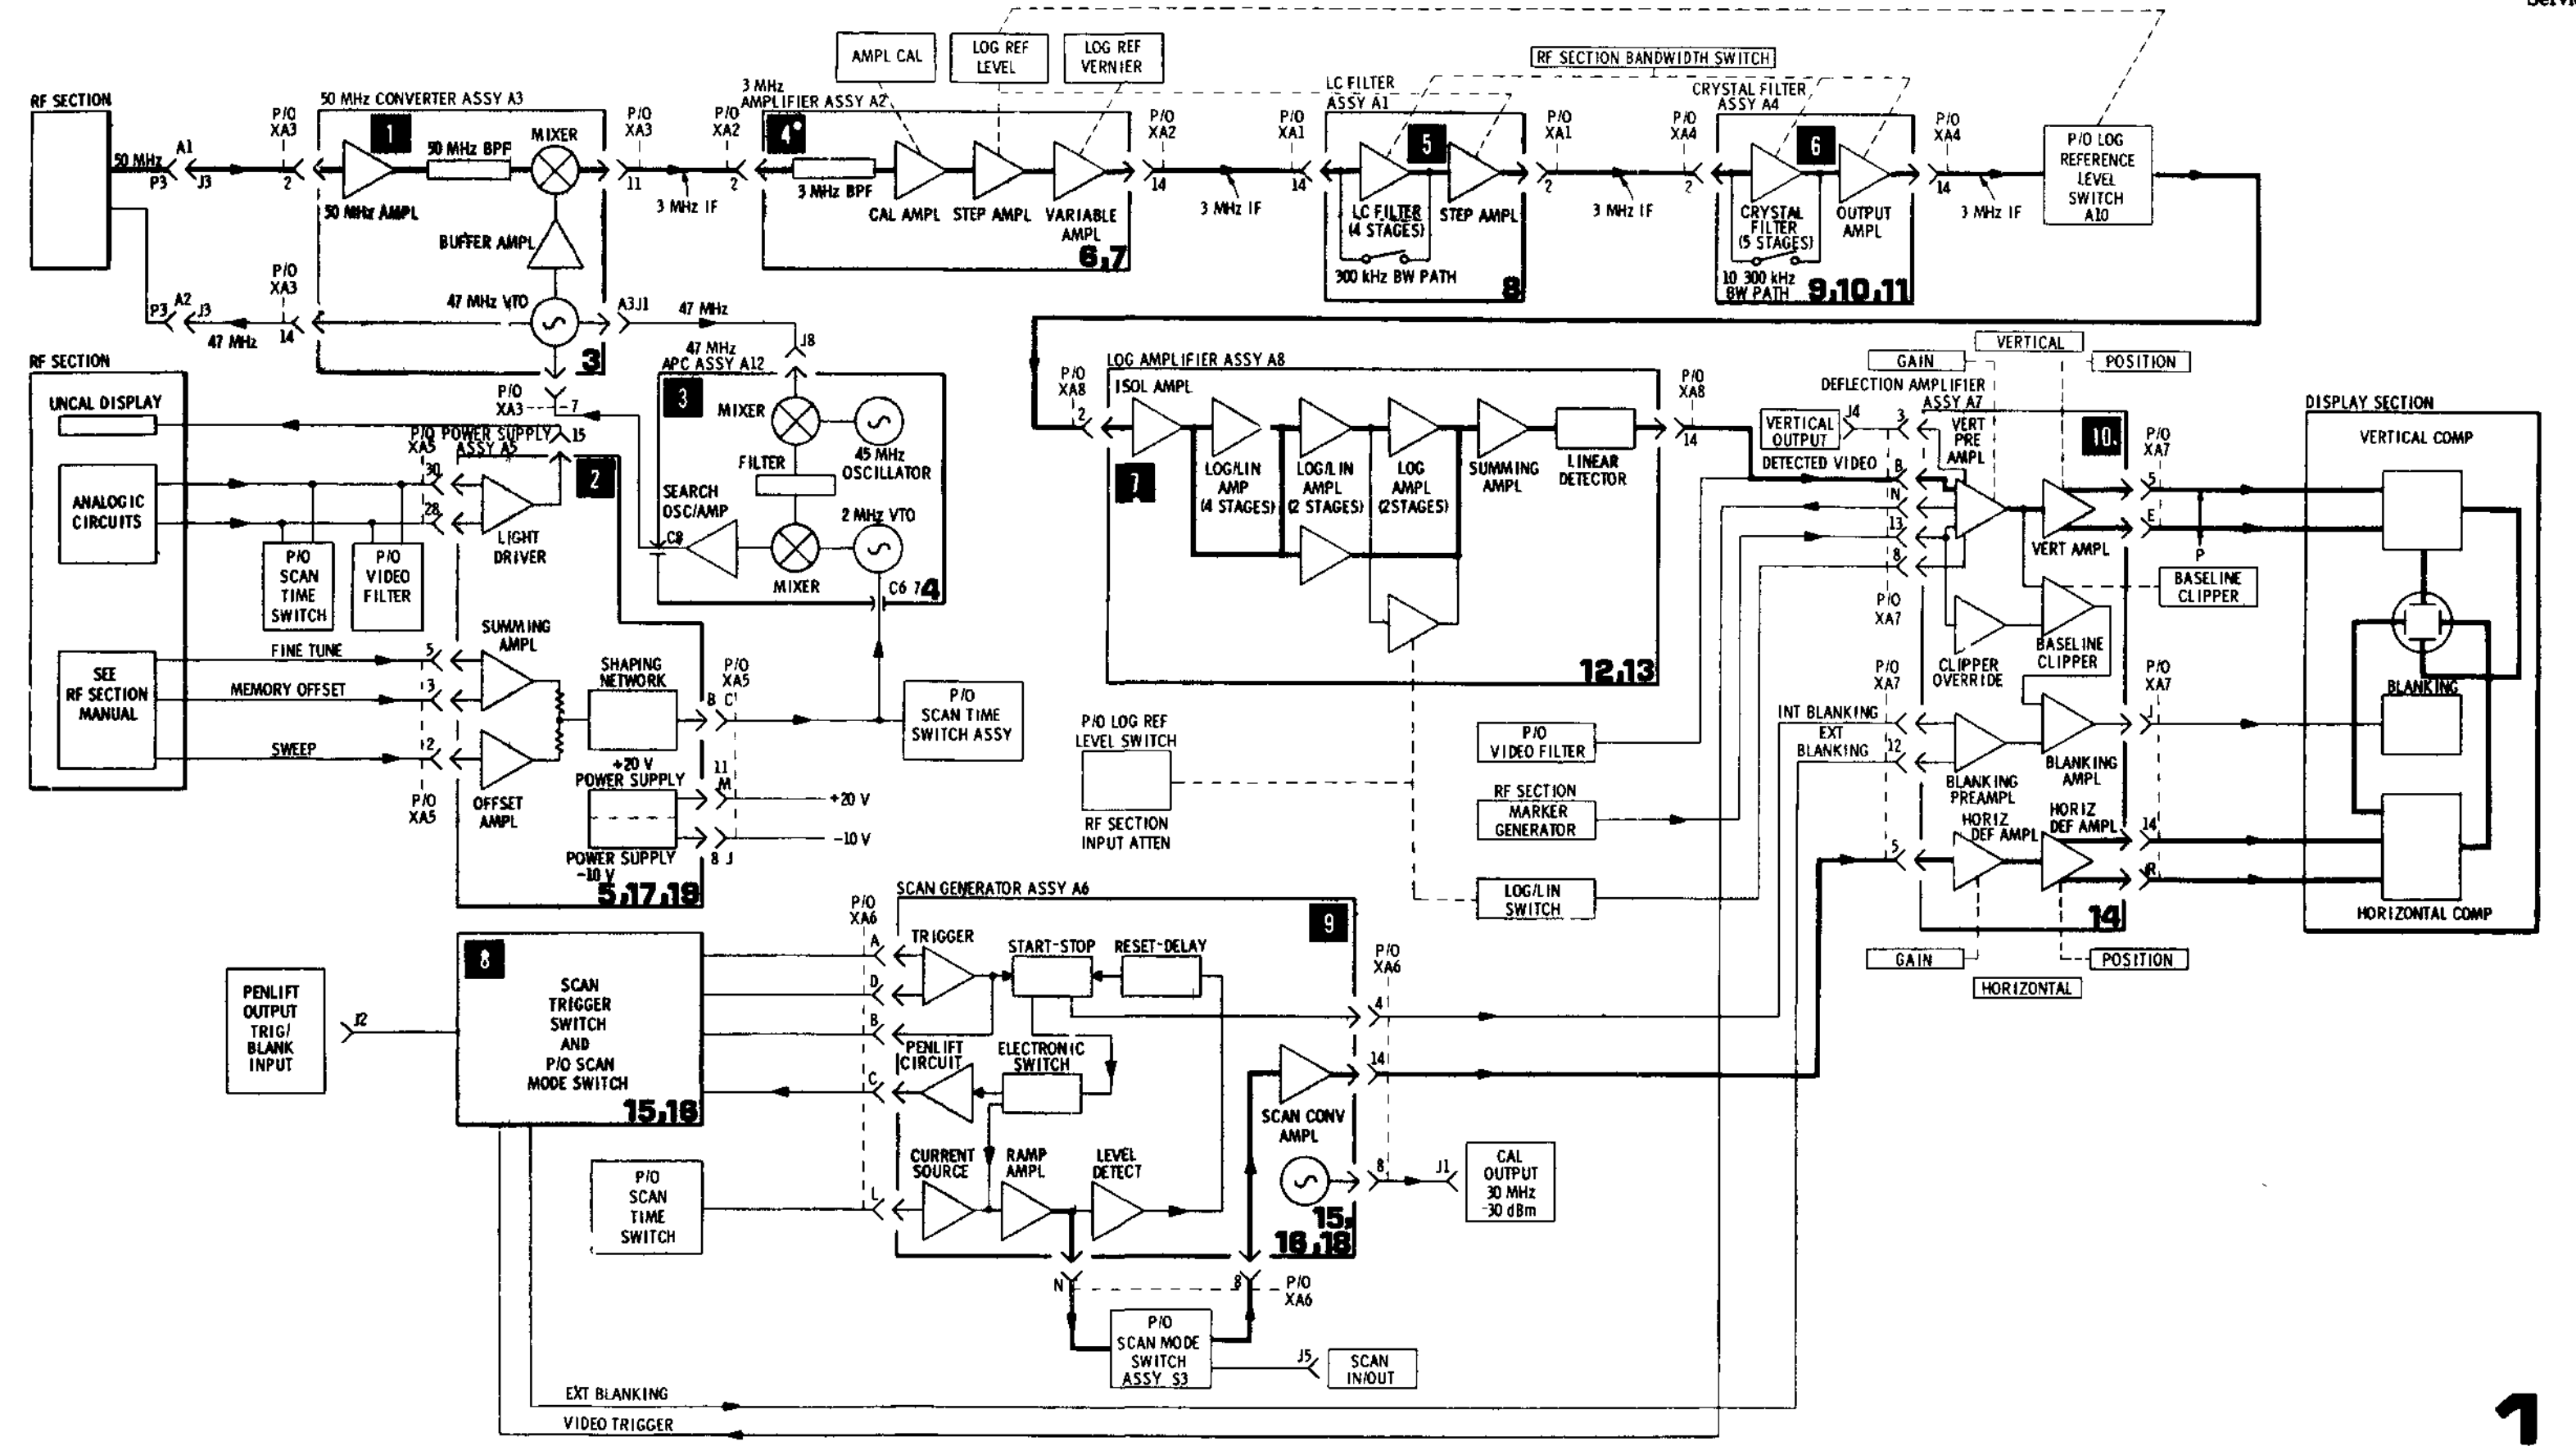 Servi
RF SECTION
50 MHz
P3
A1
J3
P/O
XA3
2
50 MHz CONVERTER ASSY A3
1
50 MHz AMPL
50 MHz BPF
MIXER
BUFFER AMPL
47 MHz VTO
3
P/O
XA3
11
3 MHz IF
P/O
XA2
2
P3
A2
J3
47 MHz
P/O
XA3
14
A3J1
47 MHz
J8
3 MHz
AMPLIFIER ASSY A2
4
3 MHz BPF
CAL AMPL
STEP AMPL
VARIABLE
AMPL
6,7
AMPL CAL
LOG REF
LEVEL
LOG REF
VERNIER
P/O
XA2
14
3 MHz IF
P/O
XA1
14
LC FILTER
ASSY A1
5
LC FILTER
(4 STAGES)
STEP AMPL
300 kHz BW PATH
8
RF SECTION BANDWIDTH SWITCH
P/O
XA1
2
3 MHz IF
P/O
XA4
2
CRYSTAL FILTER
ASSY A4
6
CRYSTAL
FILTER
(5 STAGES)
OUTPUT
AMPL
10 300 kHz
BW PATH
9,10,11
P/O
XA4
14
3 MHz IF
P/O LOG
REFERENCE
LEVEL
SWITCH
A10
RF SECTION
UNCAL DISPLAY
ANALOGIC
CIRCUITS
P/O
SCAN
TIME
SWITCH
P/O
VIDEO
FILTER
SEE
RF SECTION
MANUAL
FINE TUNE
MEMORY OFFSET
SWEEP
P/O
XA3
7
15
P/O
XA5
POWER SUPPLY
ASSY A5
30
28
2
LIGHT
DRIVER
SUMMING
AMPL
5
3
2
P/O
XA5
OFFSET
AMPL
SHAPING
NETWORK
+20 V
POWER SUPPLY
POWER SUPPLY
-10 V
5,17,19
P/O
XA5
B
C
11
M
+20 V
8 J
-10 V
P/O
SCAN TIME
SWITCH ASSY
47 MHz
APC ASSY A12
3
MIXER
45 MHz
OSCILLATOR
FILTER
SEARCH
OSC/AMP
2 MHz VTO
C8
MIXER
C6 7
4
P/O
XA8
2
LOG AMPLIFIER ASSY A8
ISOL AMPL
7
LOG/LIN
AMP
(4 STAGES)
LOG/LIN
AMPL
(2 STAGES)
LOG
AMPL
(2STAGES)
SUMMING
AMPL
LINEAR
DETECTOR
12,13
P/O
XA8
14
P/O LOG REF
LEVEL SWITCH
RF SECTION
INPUT ATTEN
P/O
VIDEO FILTER
RF SECTION
MARKER
GENERATOR
LOG/LIN
SWITCH
VERTICAL
GAIN
POSITION
DEFLECTION AMPLIFIER
ASSY A7
VERTICAL
OUTPUT
J4
3
DETECTED VIDEO
B
N
13
8
P/O
XA7
VERT
PRE
AMPL
10
VERT AMPL
P/O
XA7
5
E
P
BASELINE
CLIPPER
CLIPPER
OVERRIDE
BASELINE
CLIPPER
P/O
XA7
INT BLANKING
EXT
BLANKING
12
BLANKING
PREAMPL
BLANKING
AMPL
P/O
XA7
J
5
HORIZ
DEF AMPL
HORIZ
DEF AMPL
14
R
14
GAIN
POSITION
HORIZONTAL
DISPLAY SECTION
VERTICAL COMP
BLANKING
HORIZONTAL COMP
PENLIFT
OUTPUT
TRIG/
BLANK
INPUT
J2
8
SCAN
TRIGGER
SWITCH
AND
P/O SCAN
MODE SWITCH
15,16
P/O
SCAN
TIME
SWITCH
P/O
XA6
A
D
B
C
L
SCAN GENERATOR ASSY A6
9
TRIGGER
START-STOP
RESET-DELAY
PENLIFT
CIRCUIT
ELECTRONIC
SWITCH
CURRENT
SOURCE
RAMP
AMPL
LEVEL
DETECT
SCAN CONV
AMPL
15,
16,18
P/O
XA6
4
14
8
J1
CAL
OUTPUT
30 MHz
-30 dBm
N
8
P/O
XA6
P/O
SCAN MODE
SWITCH
ASSY S3
J5
SCAN
IN/OUT
EXT BLANKING
VIDEO TRIGGER
1